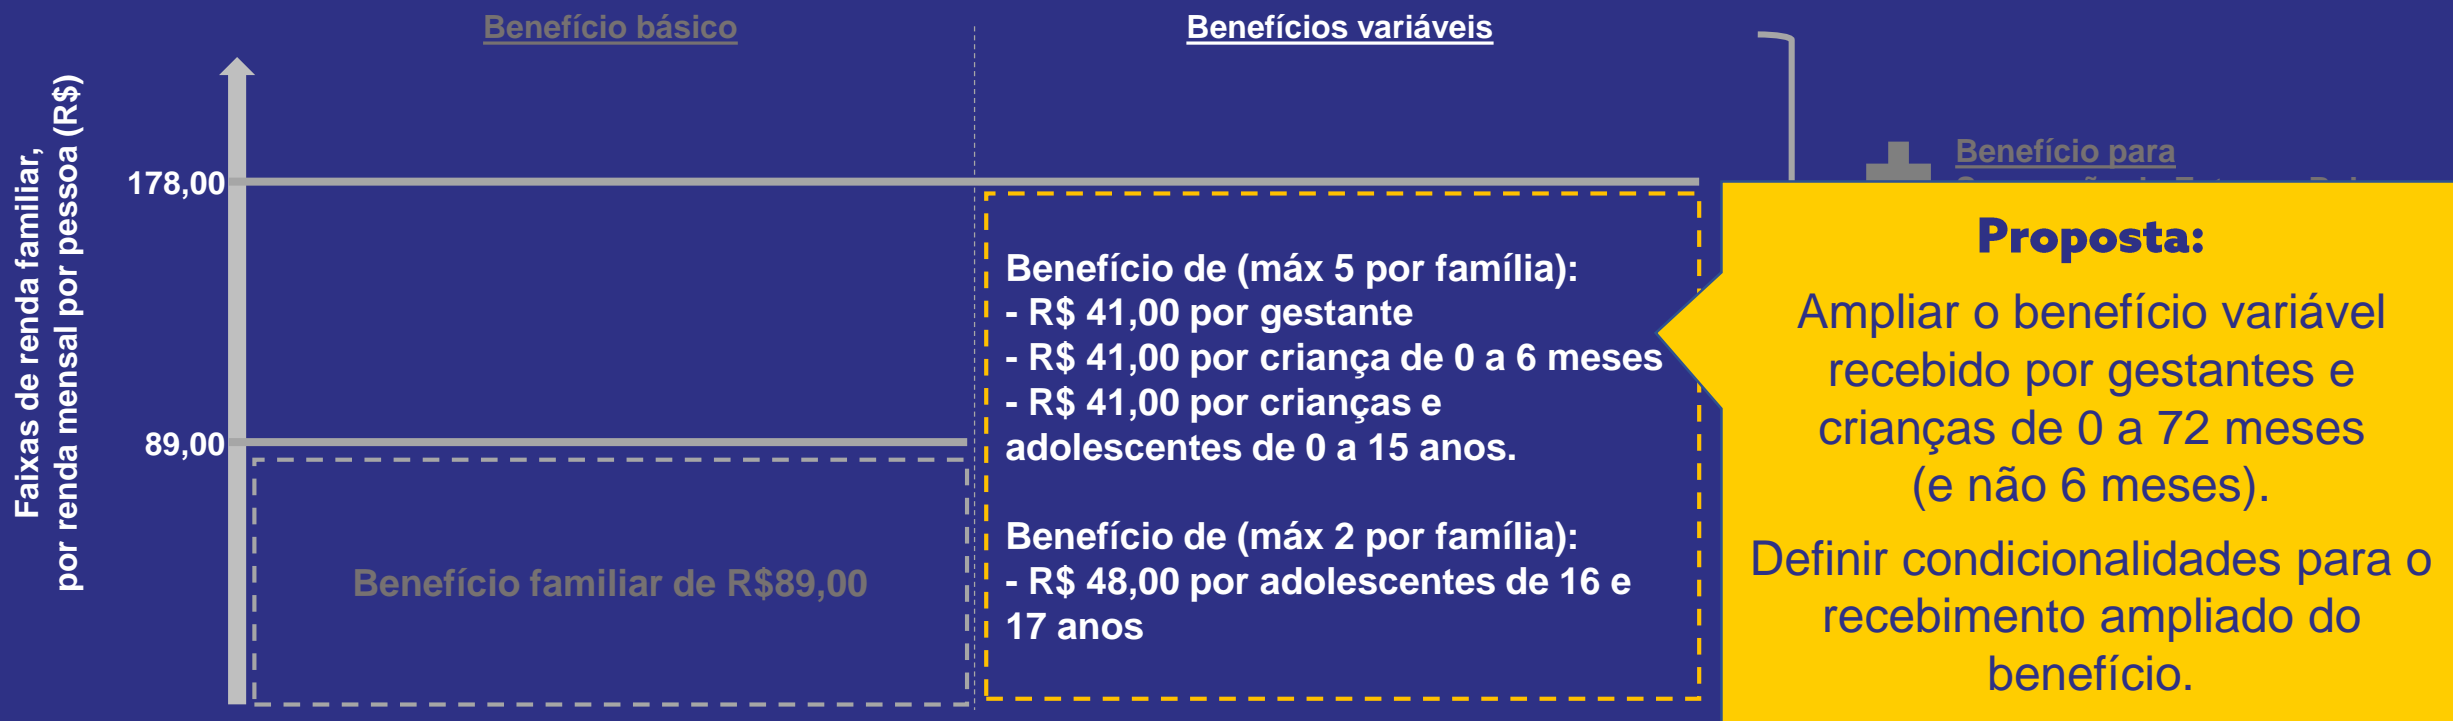 Benefício básico
Benefícios variáveis
Faixas de renda familiar,
por renda mensal por pessoa (R$)
178,00
89,00
Benefício familiar de R$89,00
Benefício de (máx 5 por família):
- R$ 41,00 por gestante
- R$ 41,00 por criança de 0 a 6 meses
- R$ 41,00 por crianças e
adolescentes de 0 a 15 anos.
Benefício de (máx 2 por família):
- R$ 48,00 por adolescentes de 16 e
17 anos
Benefício para
Proposta:
Ampliar o benefício variável
recebido por gestantes e
crianças de 0 a 72 meses
(e não 6 meses).
Definir condicionalidades para o
recebimento ampliado do
benefício.